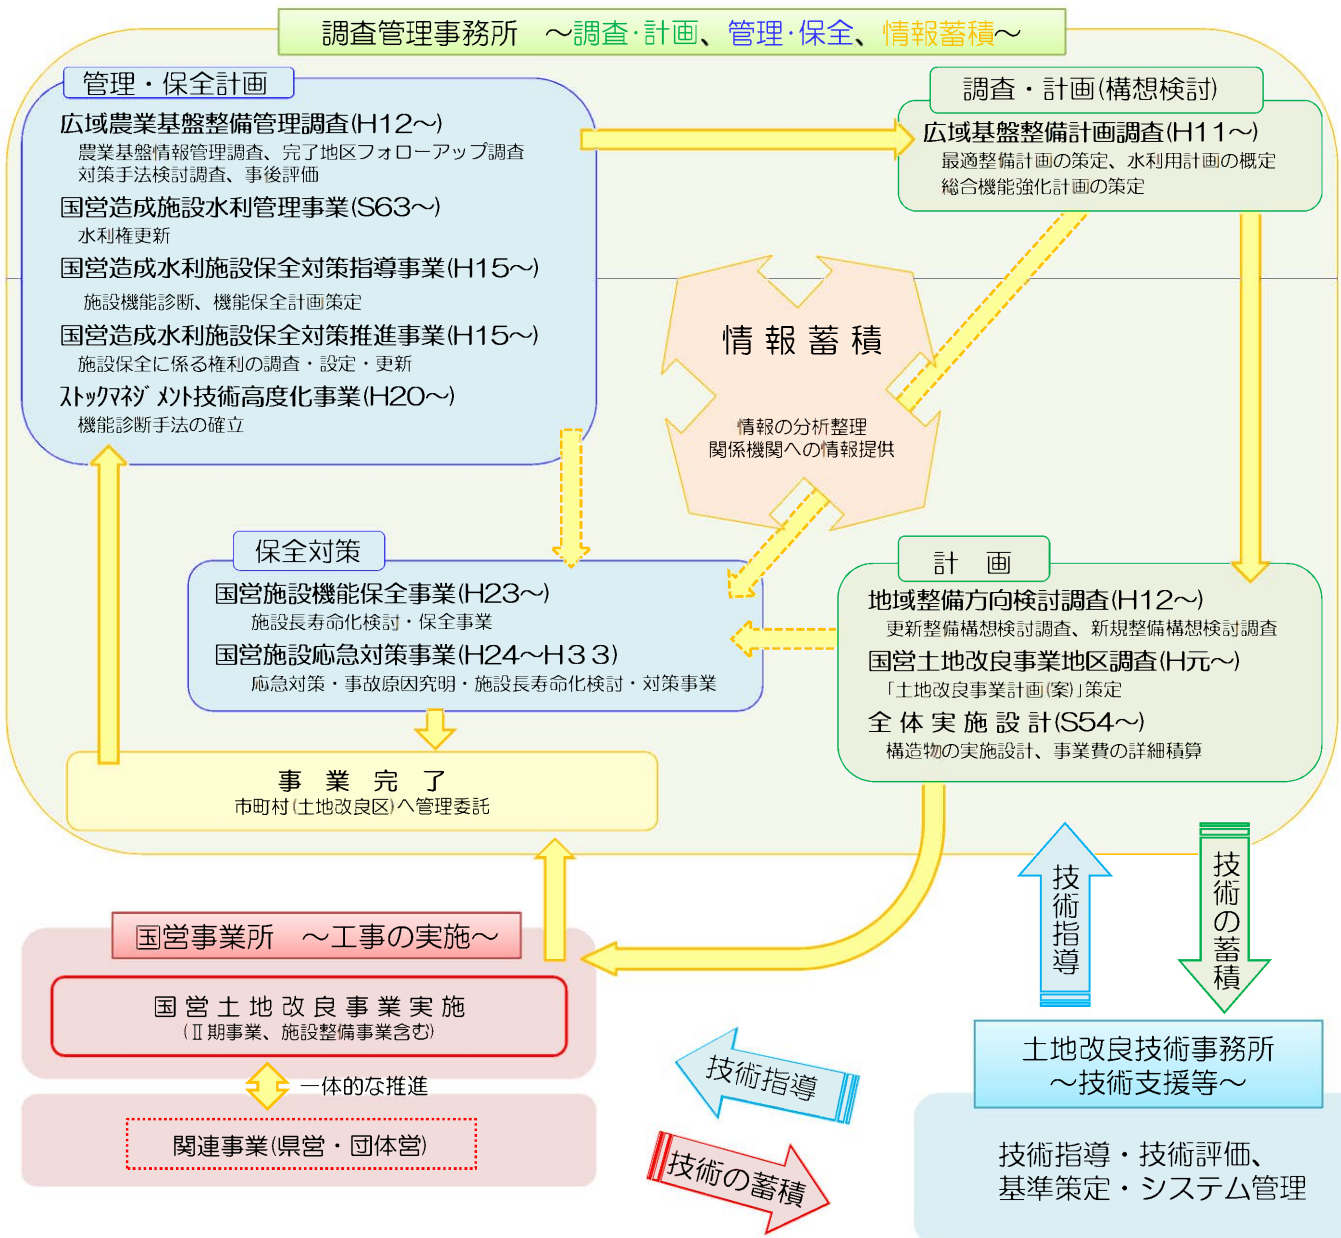 調査管理事務所　～調査･計画、管理･保全、情報蓄積～
管理・保全計画
広域農業基盤整備管理調査(H12～)
農業基盤情報管理調査、完了地区フォローアップ調査
対策手法検討調査、事後評価
国営造成施設水利管理事業(S63～)
水利権更新
国営造成水利施設保全対策指導事業(H15～)
施設機能診断、機能保全計画策定
国営造成水利施設保全対策推進事業(H15～)
施設保全に係る権利の調査・設定・更新
ｽﾄｯｸﾏﾈｼﾞﾒﾝﾄ技術高度化事業(H20～)
機能診断手法の確立
調査・計画(構想検討)
広域基盤整備計画調査(H11～)
最適整備計画の策定、水利用計画の概定
総合機能強化計画の策定
情報蓄積
情報の分析整理
関係機関への情報提供
保全対策
国営施設機能保全事業(H23～)
施設長寿命化検討・保全事業
国営施設応急対策事業(H24～H33)
応急対策・事故原因究明・施設長寿命化検討・対策事業
計　画
地域整備方向検討調査(H12～)
更新整備構想検討調査、新規整備構想検討調査
国営土地改良事業地区調査(H元～)
「土地改良事業計画(案)」策定
全体実施設計(S54～)
構造物の実施設計、事業費の詳細積算
事業完了
市町村(土地改良区)へ管理委託
技術指導
技術の蓄積
国営事業所　～工事の実施～
国営土地改良事業実施
(Ⅱ期事業、施設整備事業含む)
一体的な推進
関連事業(県営・団体営)
技術指導
技術の蓄積
土地改良技術事務所
～技術支援等～
技術指導・技術評価、
基準策定・システム管理